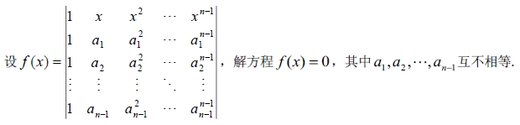 设 f(x) = | 1 x x² ⋯ xⁿ⁻¹ |
| 1 a₁ a₁² ⋯ a₁ⁿ⁻¹ |
| 1 a₂ a₂² ⋯ a₂ⁿ⁻¹ |
| ⋮ ⋮ ⋮ ⋱ ⋮ |
| 1 aₙ₋₁ aₙ₋₁² ⋯ aₙ₋₁ⁿ⁻¹ |
，解方程 f(x) = 0，其中 a₁,a₂,⋯,aₙ₋₁ 互不相等.